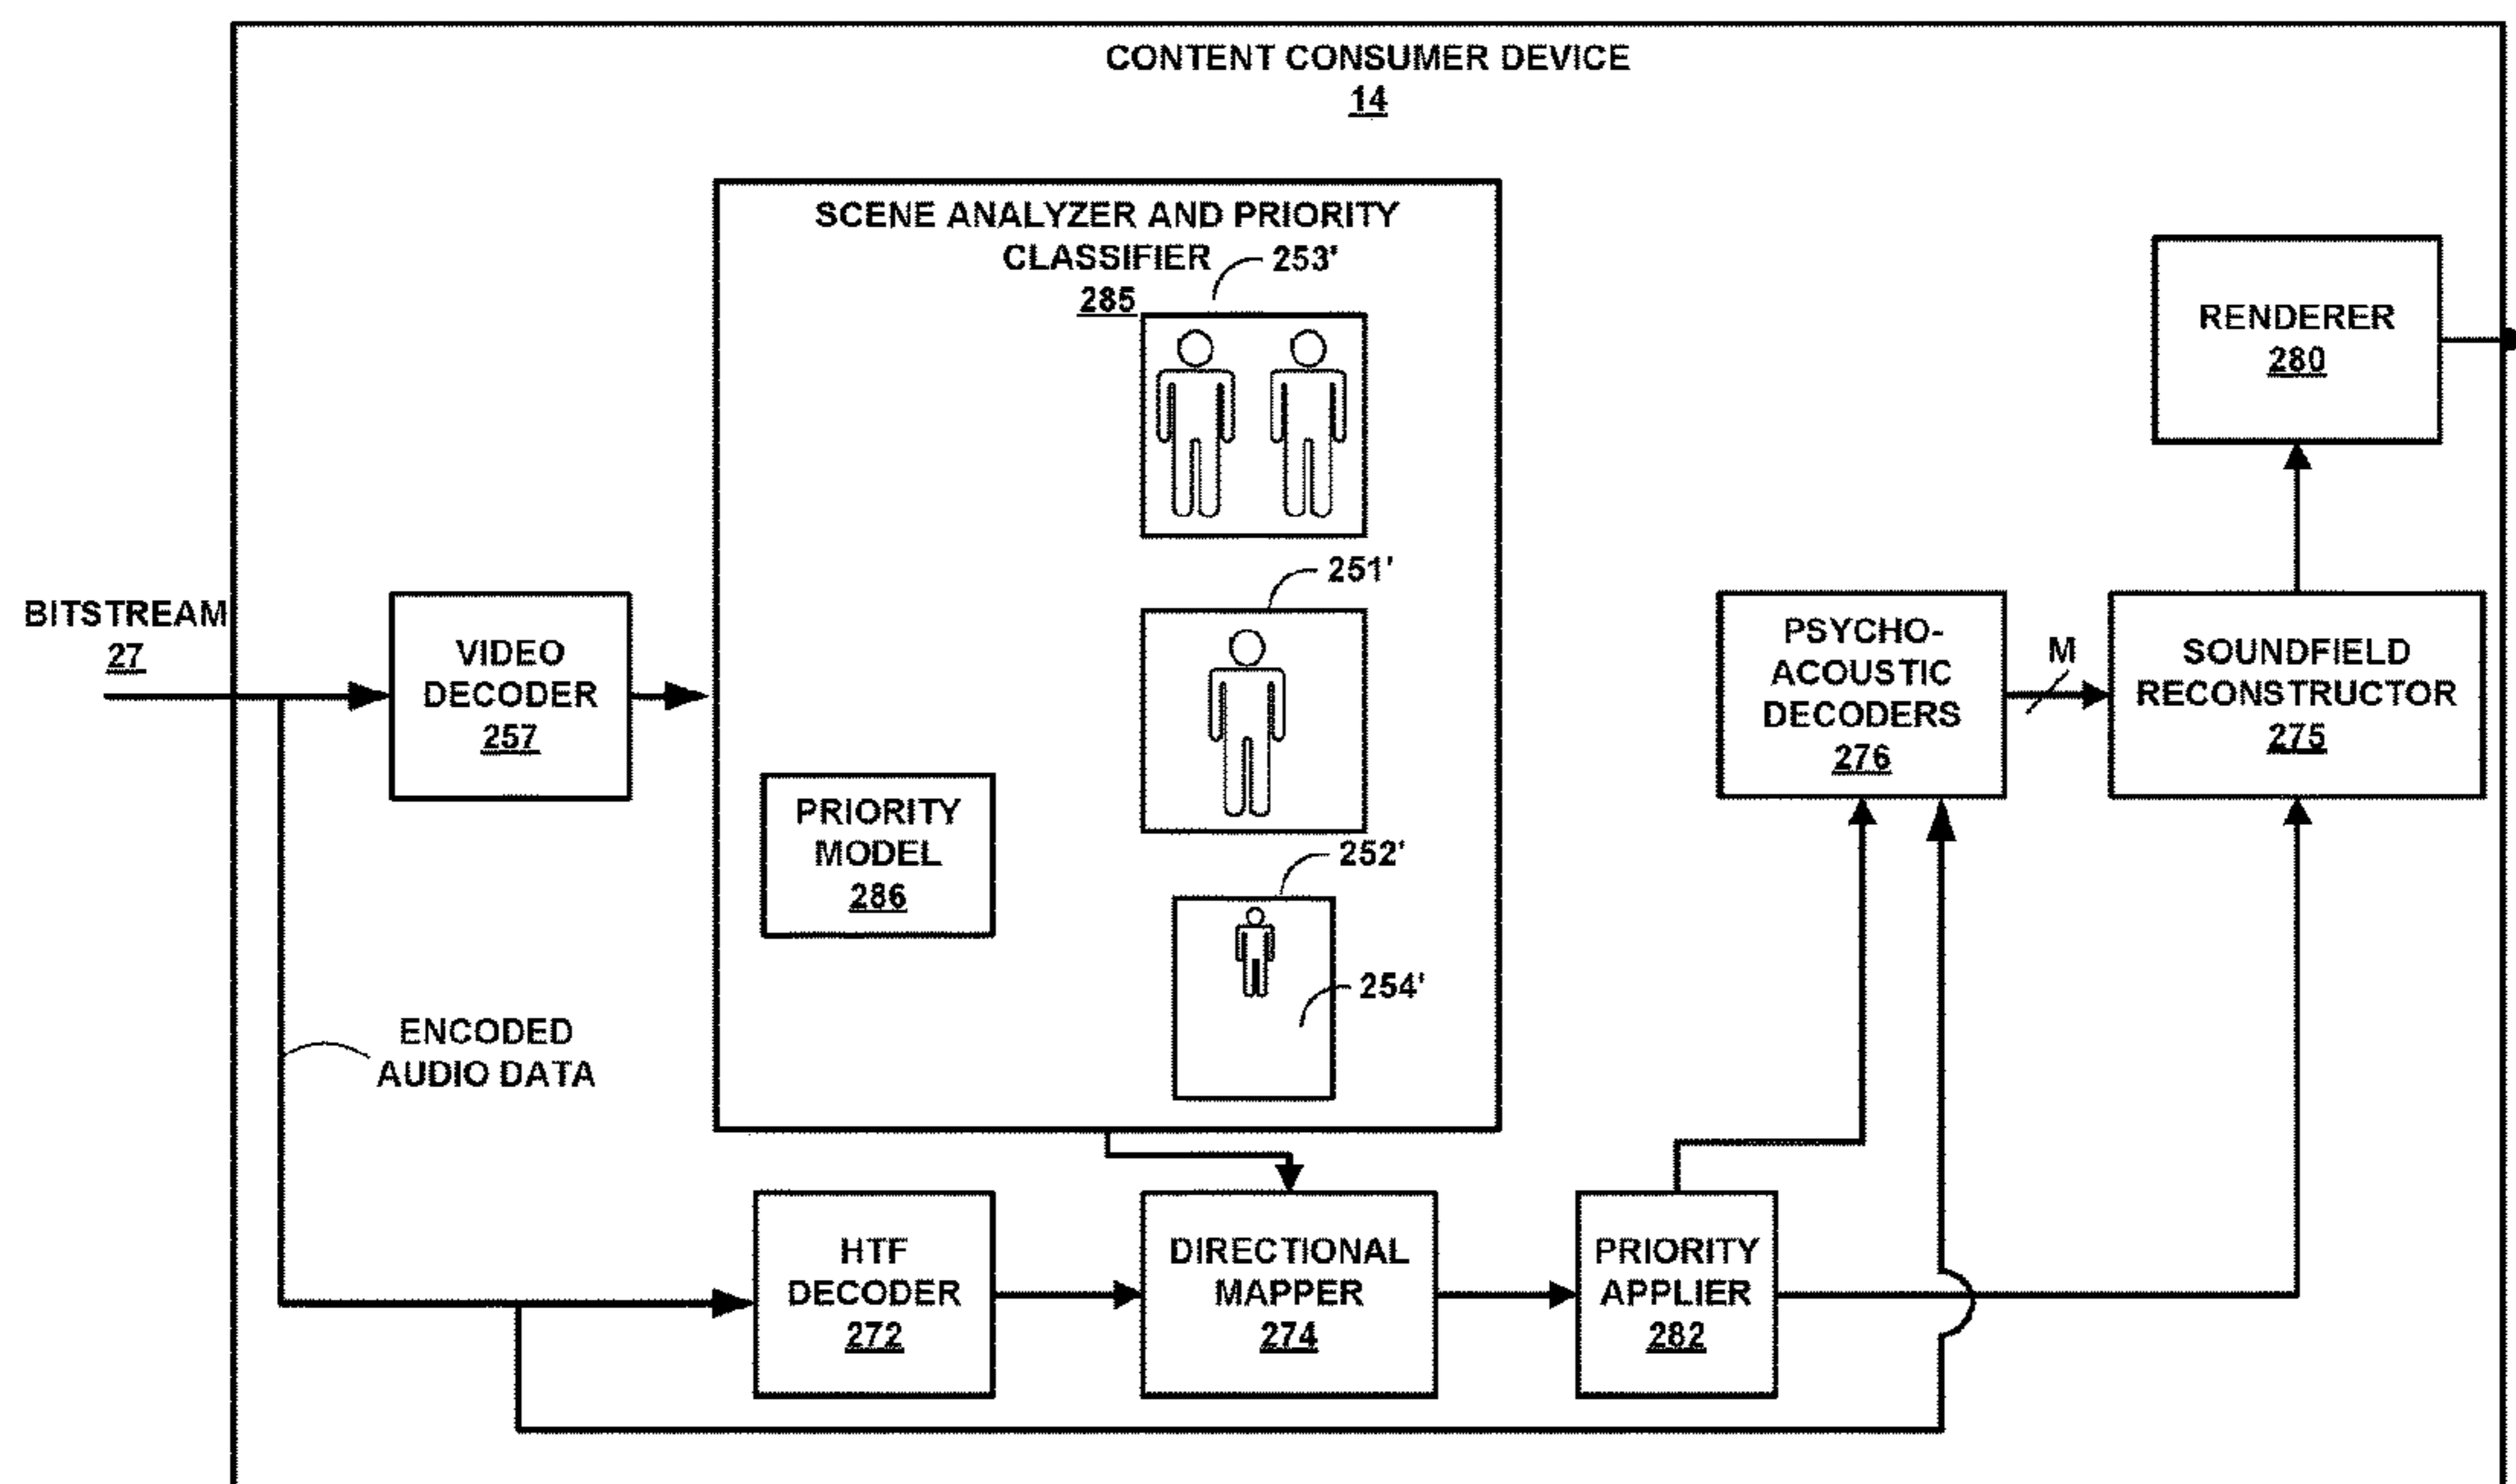 CONTENT CONSUMER DEVICE
14
SCENE ANALYZER AND PRIORITY
CLASSIFIER
285
253'
RENDERER
280
251'
BITSTREAM
27
VIDEO
DECODER
257
PSYCHO-
ACOUSTIC
DECODERS
276
M
SOUNDFIELD
RECONSTRUCTOR
275
PRIORITY
MODEL
286
252'
254'
ENCODED
AUDIO DATA
HTF
DECODER
272
DIRECTIONAL
MAPPER
274
PRIORITY
APPLIER
282